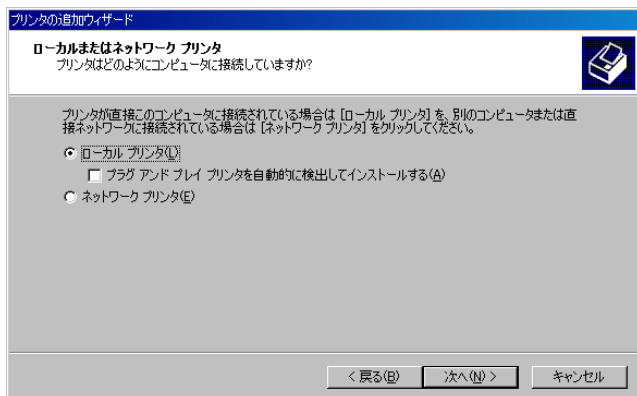 プリンタの追加ウィザード
ローカルまたはネットワーク プリンタ
プリンタはどのようにコンピュータに接続していますか?
プリンタが直接このコンピュータに接続されている場合は [ローカル プリンタ] を、別のコンピュータまたは直
接ネットワークに接続されている場合は [ネットワーク プリンタ] をクリックしてください。
ローカル プリンタ(L)
プラグ アンド プレイ プリンタを自動的に検出してインストールする(A)
ネットワーク プリンタ(E)
< 戻る(B)
次へ(N) >
キャンセル